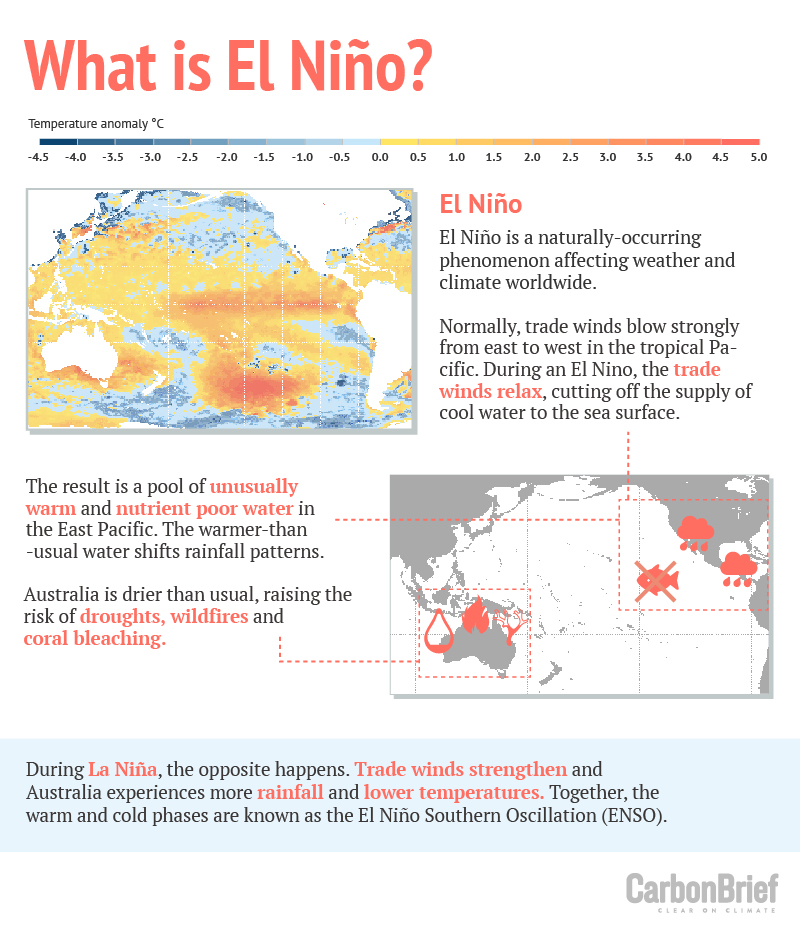 What is El Niño?
Temperature anomaly °C
-4.5 -4.0 -3.5 -3.0 -2.5 -2.0 -1.5 -1.0 -0.5 0.0 0.5 1.0 1.5 2.0 2.5 3.0 3.5 4.0 4.5 5.0
El Niño
El Niño is a naturally-occurring
phenomenon affecting weather and
climate worldwide.
Normally, trade winds blow strongly
from east to west in the tropical Pa-
cific. During an El Nino, the trade
winds relax, cutting off the supply of
cool water to the sea surface.
The result is a pool of unusually
warm and nutrient poor water in
the East Pacific. The warmer-than
-usual water shifts rainfall patterns.
Australia is drier than usual, raising the
risk of droughts, wildfires and
coral bleaching.
During La Niña, the opposite happens. Trade winds strengthen and
Australia experiences more rainfall and lower temperatures. Together, the
warm and cold phases are known as the El Niño Southern Oscillation (ENSO).
CarbonBrief
CLEAR ON CLIMATE